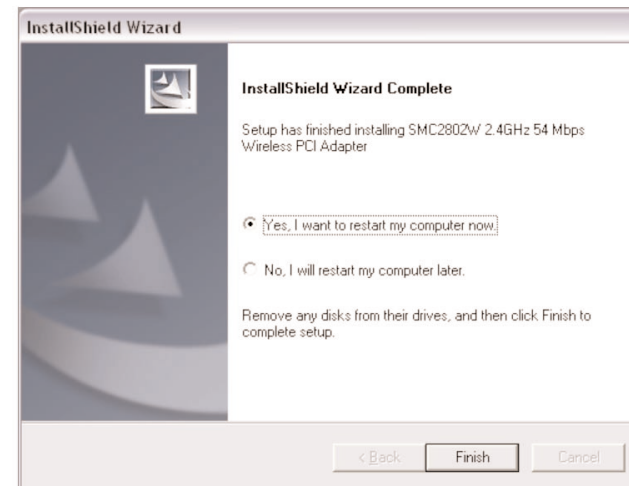 InstallShield Wizard
InstallShield Wizard Complete
Setup has finished installing SMC2802W 2.4GHz 54 Mbps
Wireless PCI Adapter
Yes, I want to restart my computer now.
No, I will restart my computer later.
Remove any disks from their drives, and then click Finish to
complete setup.
< Back Finish Cancel